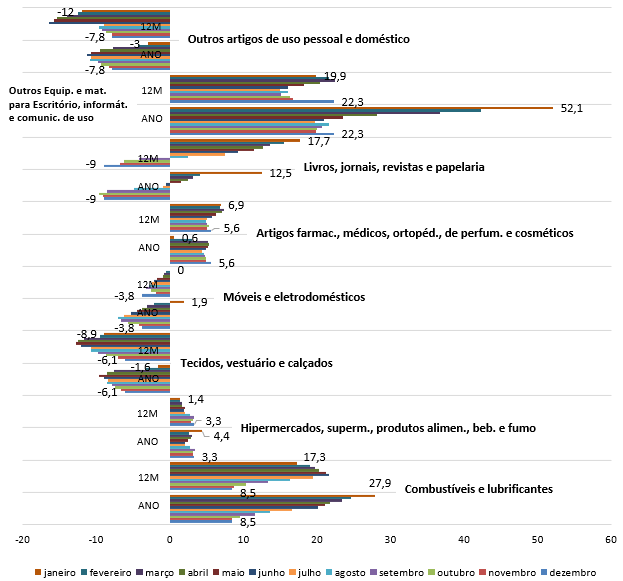 -12
12M
-7,8
Outros artigos de uso pessoal e doméstico
-3
ANO
-7,8
19,9
Outros Equip. e mat.
para Escritório, informát.
e comunic. de uso
12M
22,3
52,1
ANO
22,3
17,7
12M
-9
Livros, jornais, revistas e papelaria
12,5
ANO
-9
6,9
12M
5,6
Artigos farmac., médicos, ortopéd., de perfum. e cosméticos
0,6
ANO
5,6
0
12M
-3,8
Móveis e eletrodomésticos
1,9
ANO
-3,8
-8,9
12M
-6,1
Tecidos, vestuário e calçados
-1,6
ANO
-6,1
1,4
12M
3,3
Hipermercados, superm., produtos alimen., beb. e fumo
4,4
ANO
3,3
17,3
12M
27,9
8,5
Combustíveis e lubrificantes
ANO
8,5
-20 -10 0 10 20 30 40 50 60
janeiro fevereiro março abril maio junho julho agosto setembro outubro novembro dezembro